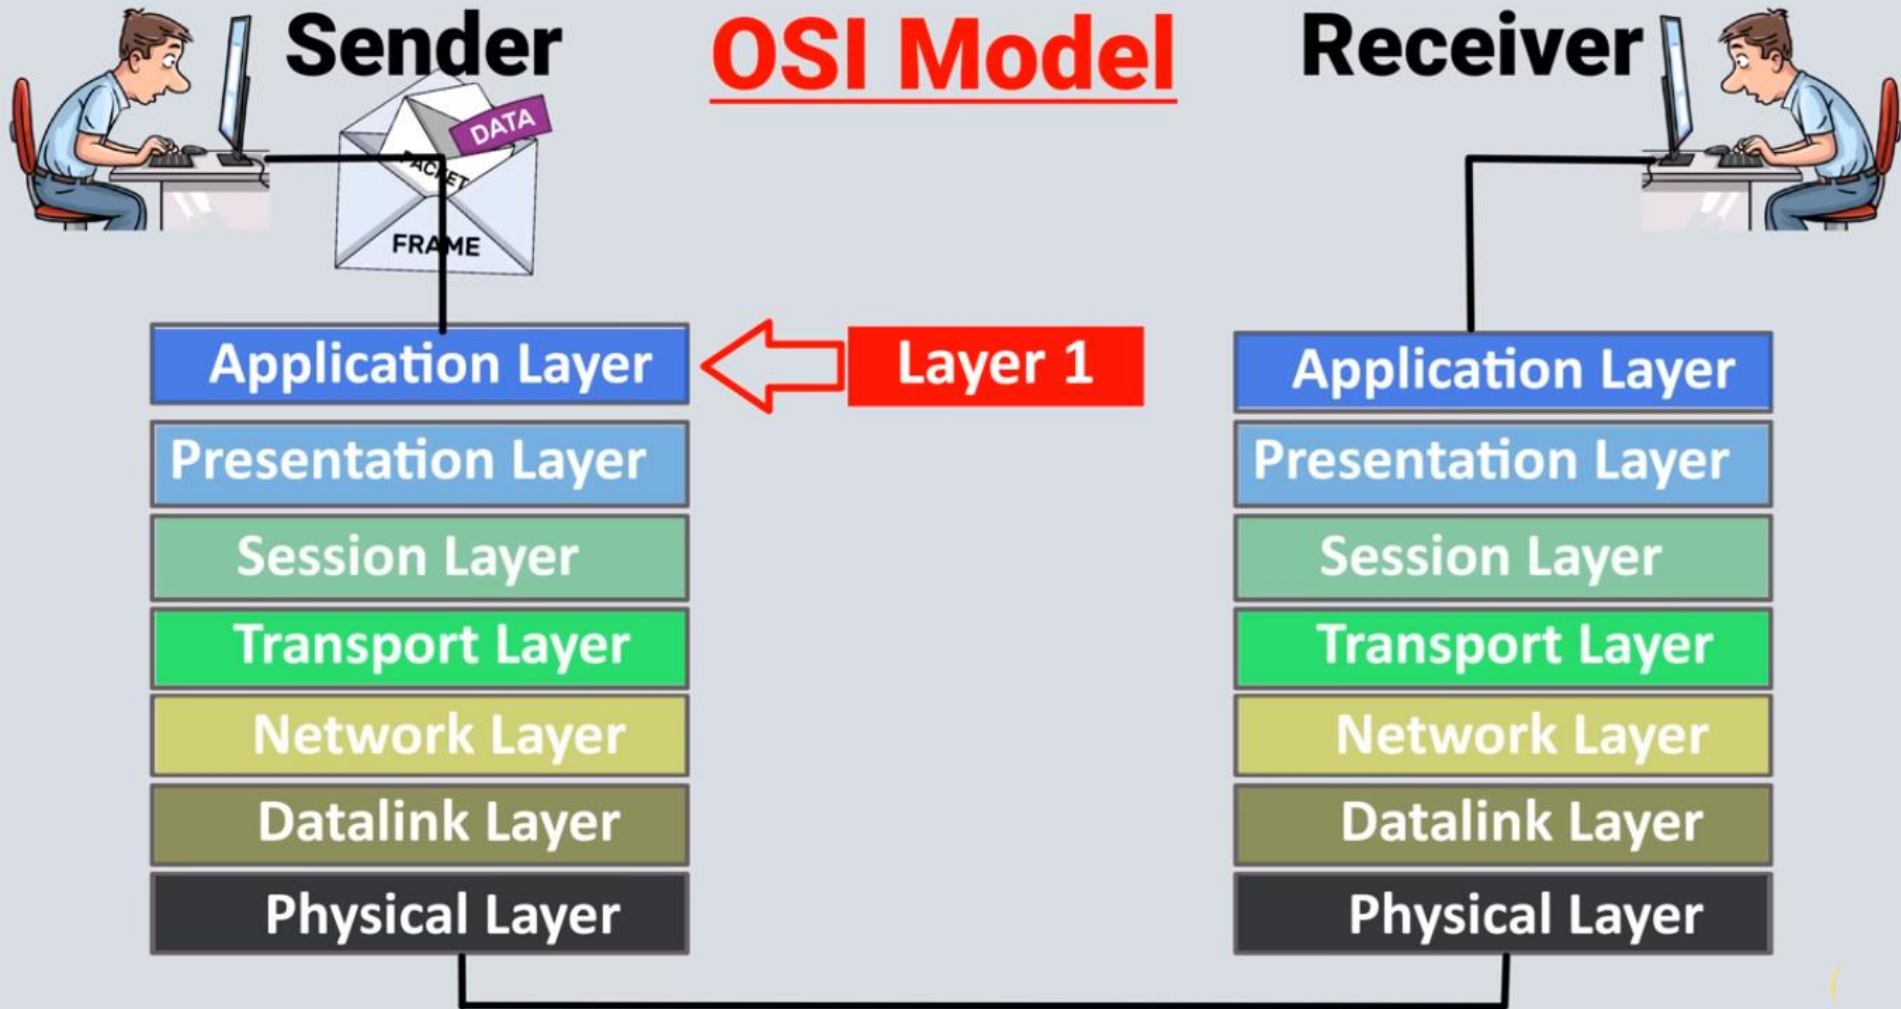 Sender
OSI Model
Receiver
DATA
PACKET
FRAME
Application Layer
Layer 1
Application Layer
Presentation Layer
Presentation Layer
Session Layer
Session Layer
Transport Layer
Transport Layer
Network Layer
Network Layer
Datalink Layer
Datalink Layer
Physical Layer
Physical Layer